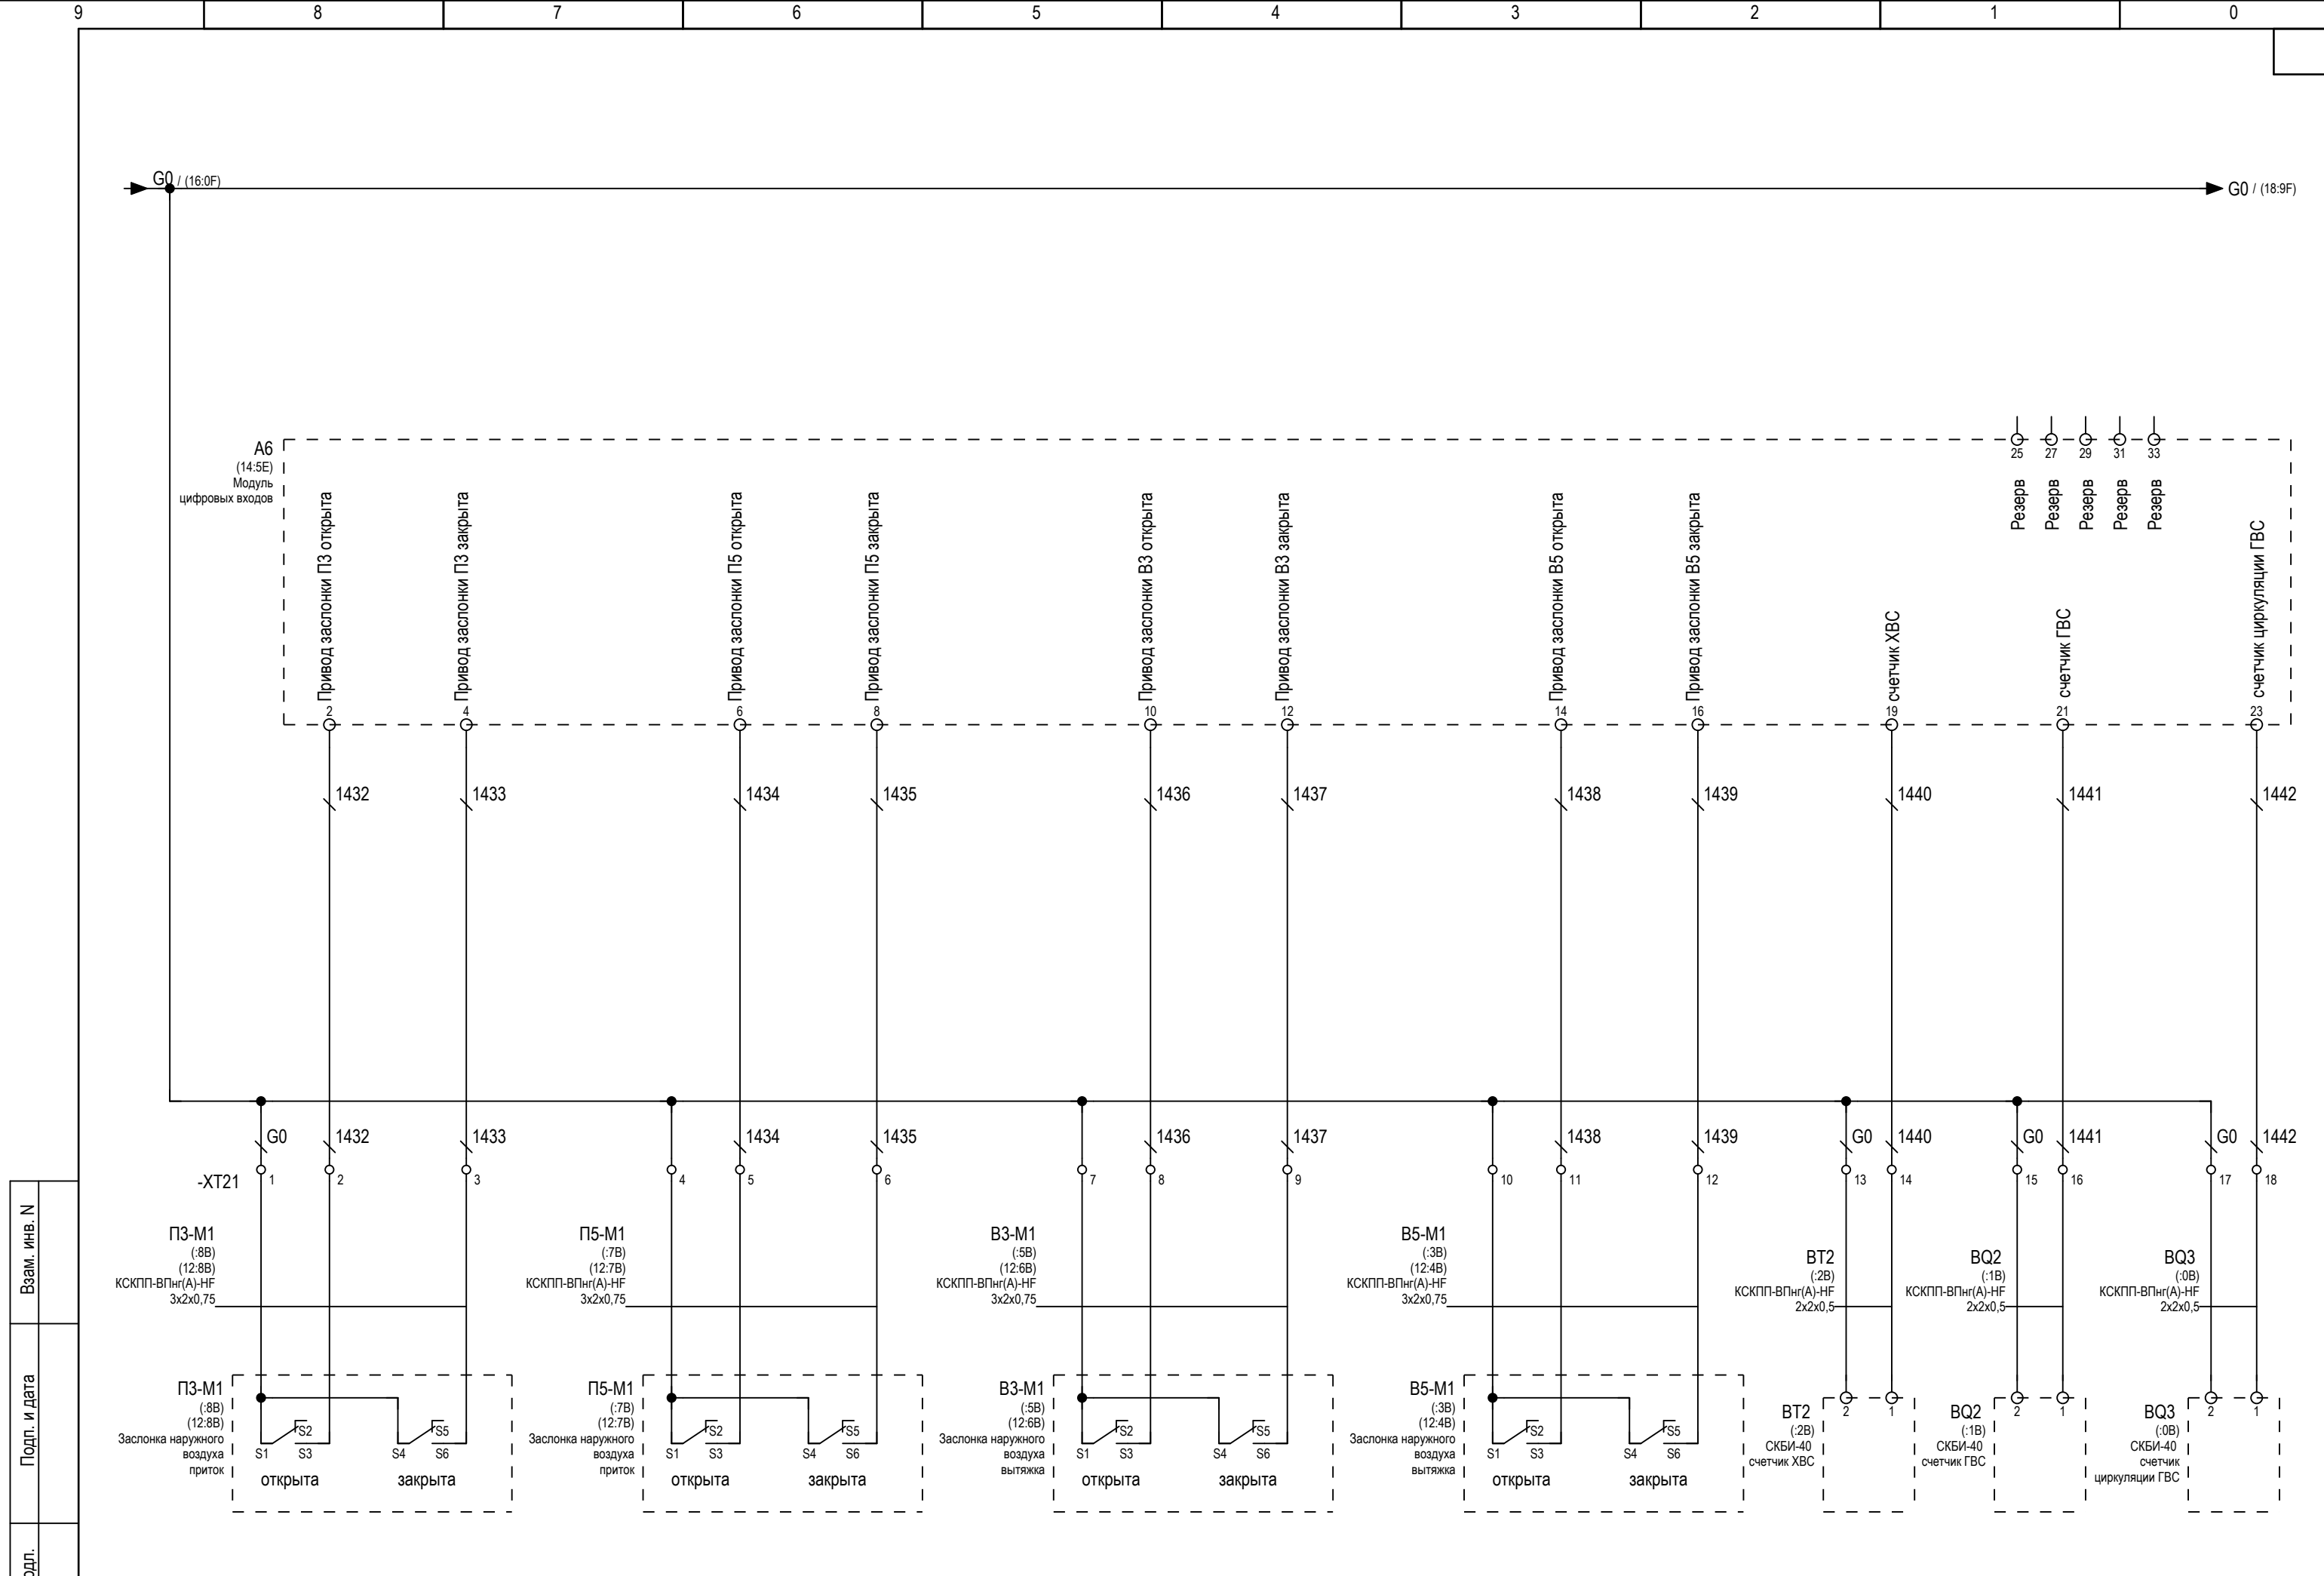 9 8 7 6 5 4 3 2 1 0
G0 / (16:0F)
G0 / (18:9F)
A6
(14:5E)
Модуль
цифровых входов
25 27 29 31 33
Резерв
Резерв
Резерв
Резерв
Резерв
Привод заслонки П3 открыта
Привод заслонки П3 закрыта
Привод заслонки П5 открыта
Привод заслонки П5 закрыта
Привод заслонки В3 открыта
Привод заслонки В3 закрыта
Привод заслонки В5 открыта
Привод заслонки В5 закрыта
счетчик ХВС
счетчик ГВС
счетчик циркуляции ГВС
2 4 6 8 10 12 14 16 19 21 23
1432 1433 1434 1435 1436 1437 1438 1439 1440 1441 1442
G0 1432 1433 1434 1435 1436 1437 1438 1439 G0 1440 G0 1441 G0 1442
-XT21 1 2 3 4 5 6 7 8 9 10 11 12 13 14 15 16 17 18
П3-М1
(:8B)
(12:8B)
КСКПП-ВПнг(А)-HF
3х2х0,75
П5-М1
(:7B)
(12:7B)
КСКПП-ВПнг(А)-HF
3х2х0,75
В3-М1
(:5B)
(12:6B)
КСКПП-ВПнг(А)-HF
3х2х0,75
В5-М1
(:3B)
(12:4B)
КСКПП-ВПнг(А)-HF
3х2х0,75
BT2
(:2B)
КСКПП-ВПнг(А)-HF
2х2х0,5
BQ2
(:1B)
КСКПП-ВПнг(А)-HF
2х2х0,5
BQ3
(:0B)
КСКПП-ВПнг(А)-HF
2х2х0,5
П3-М1
(:8B)
(12:8B)
Заслонка наружного
воздуха
приток
S2 S5
S1 S3 S4 S6
открыта закрыта
П5-М1
(:7B)
(12:7B)
Заслонка наружного
воздуха
приток
S2 S5
S1 S3 S4 S6
открыта закрыта
В3-М1
(:5B)
(12:6B)
Заслонка наружного
воздуха
вытяжка
S2 S5
S1 S3 S4 S6
открыта закрыта
В5-М1
(:3B)
(12:4B)
Заслонка наружного
воздуха
вытяжка
S2 S5
S1 S3 S4 S6
открыта закрыта
BT2
(:2B)
СКБИ-40
счетчик ХВС
2 1
BQ2
(:1B)
СКБИ-40
счетчик ГВС
2 1
BQ3
(:0B)
СКБИ-40
счетчик
циркуляции ГВС
2 1
Взам. инв. N
Подп. и дата